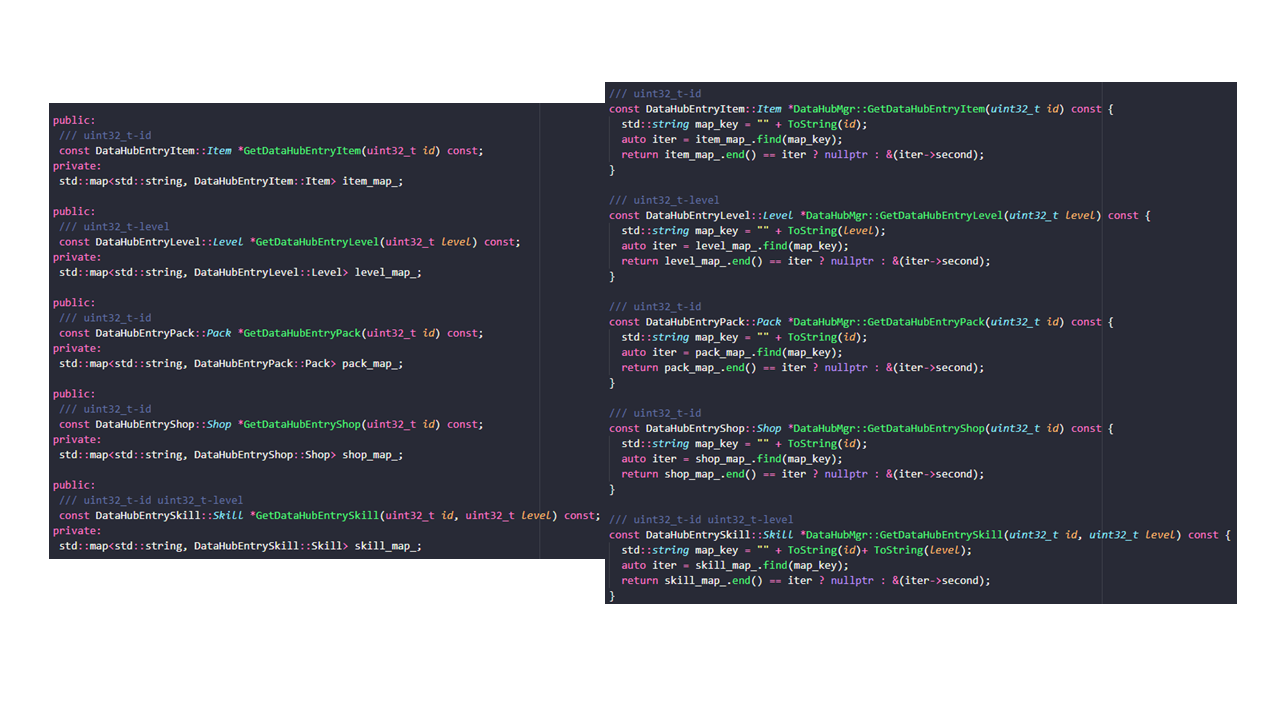 public:
/// uint32_t-id
const DataHubEntryItem::Item *GetDataHubEntryItem(uint32_t id) const;
private:
std::map<std::string, DataHubEntryItem::Item> item_map_;
public:
/// uint32_t-level
const DataHubEntryLevel::Level *GetDataHubEntryLevel(uint32_t level) const;
private:
std::map<std::string, DataHubEntryLevel::Level> level_map_;
public:
/// uint32_t-id
const DataHubEntryPack::Pack *GetDataHubEntryPack(uint32_t id) const;
private:
std::map<std::string, DataHubEntryPack::Pack> pack_map_;
public:
/// uint32_t-id
const DataHubEntryShop::Shop *GetDataHubEntryShop(uint32_t id) const;
private:
std::map<std::string, DataHubEntryShop::Shop> shop_map_;
public:
/// uint32_t-id uint32_t-level
const DataHubEntrySkill::Skill *GetDataHubEntrySkill(uint32_t id, uint32_t level) const;
private:
std::map<std::string, DataHubEntrySkill::Skill> skill_map_;
/// uint32_t-id
const DataHubEntryItem::Item *DataHubMgr::GetDataHubEntryItem(uint32_t id) const {
std::string map_key = "" + ToString(id);
auto iter = item_map_.find(map_key);
return item_map_.end() == iter ? nullptr : &(iter->second);
}
/// uint32_t-level
const DataHubEntryLevel::Level *DataHubMgr::GetDataHubEntryLevel(uint32_t level) const {
std::string map_key = "" + ToString(level);
auto iter = level_map_.find(map_key);
return level_map_.end() == iter ? nullptr : &(iter->second);
}
/// uint32_t-id
const DataHubEntryPack::Pack *DataHubMgr::GetDataHubEntryPack(uint32_t id) const {
std::string map_key = "" + ToString(id);
auto iter = pack_map_.find(map_key);
return pack_map_.end() == iter ? nullptr : &(iter->second);
}
/// uint32_t-id
const DataHubEntryShop::Shop *DataHubMgr::GetDataHubEntryShop(uint32_t id) const {
std::string map_key = "" + ToString(id);
auto iter = shop_map_.find(map_key);
return shop_map_.end() == iter ? nullptr : &(iter->second);
}
/// uint32_t-id uint32_t-level
const DataHubEntrySkill::Skill *DataHubMgr::GetDataHubEntrySkill(uint32_t id, uint32_t level) const {
std::string map_key = "" + ToString(id)+ ToString(level);
auto iter = skill_map_.find(map_key);
return skill_map_.end() == iter ? nullptr : &(iter->second);
}